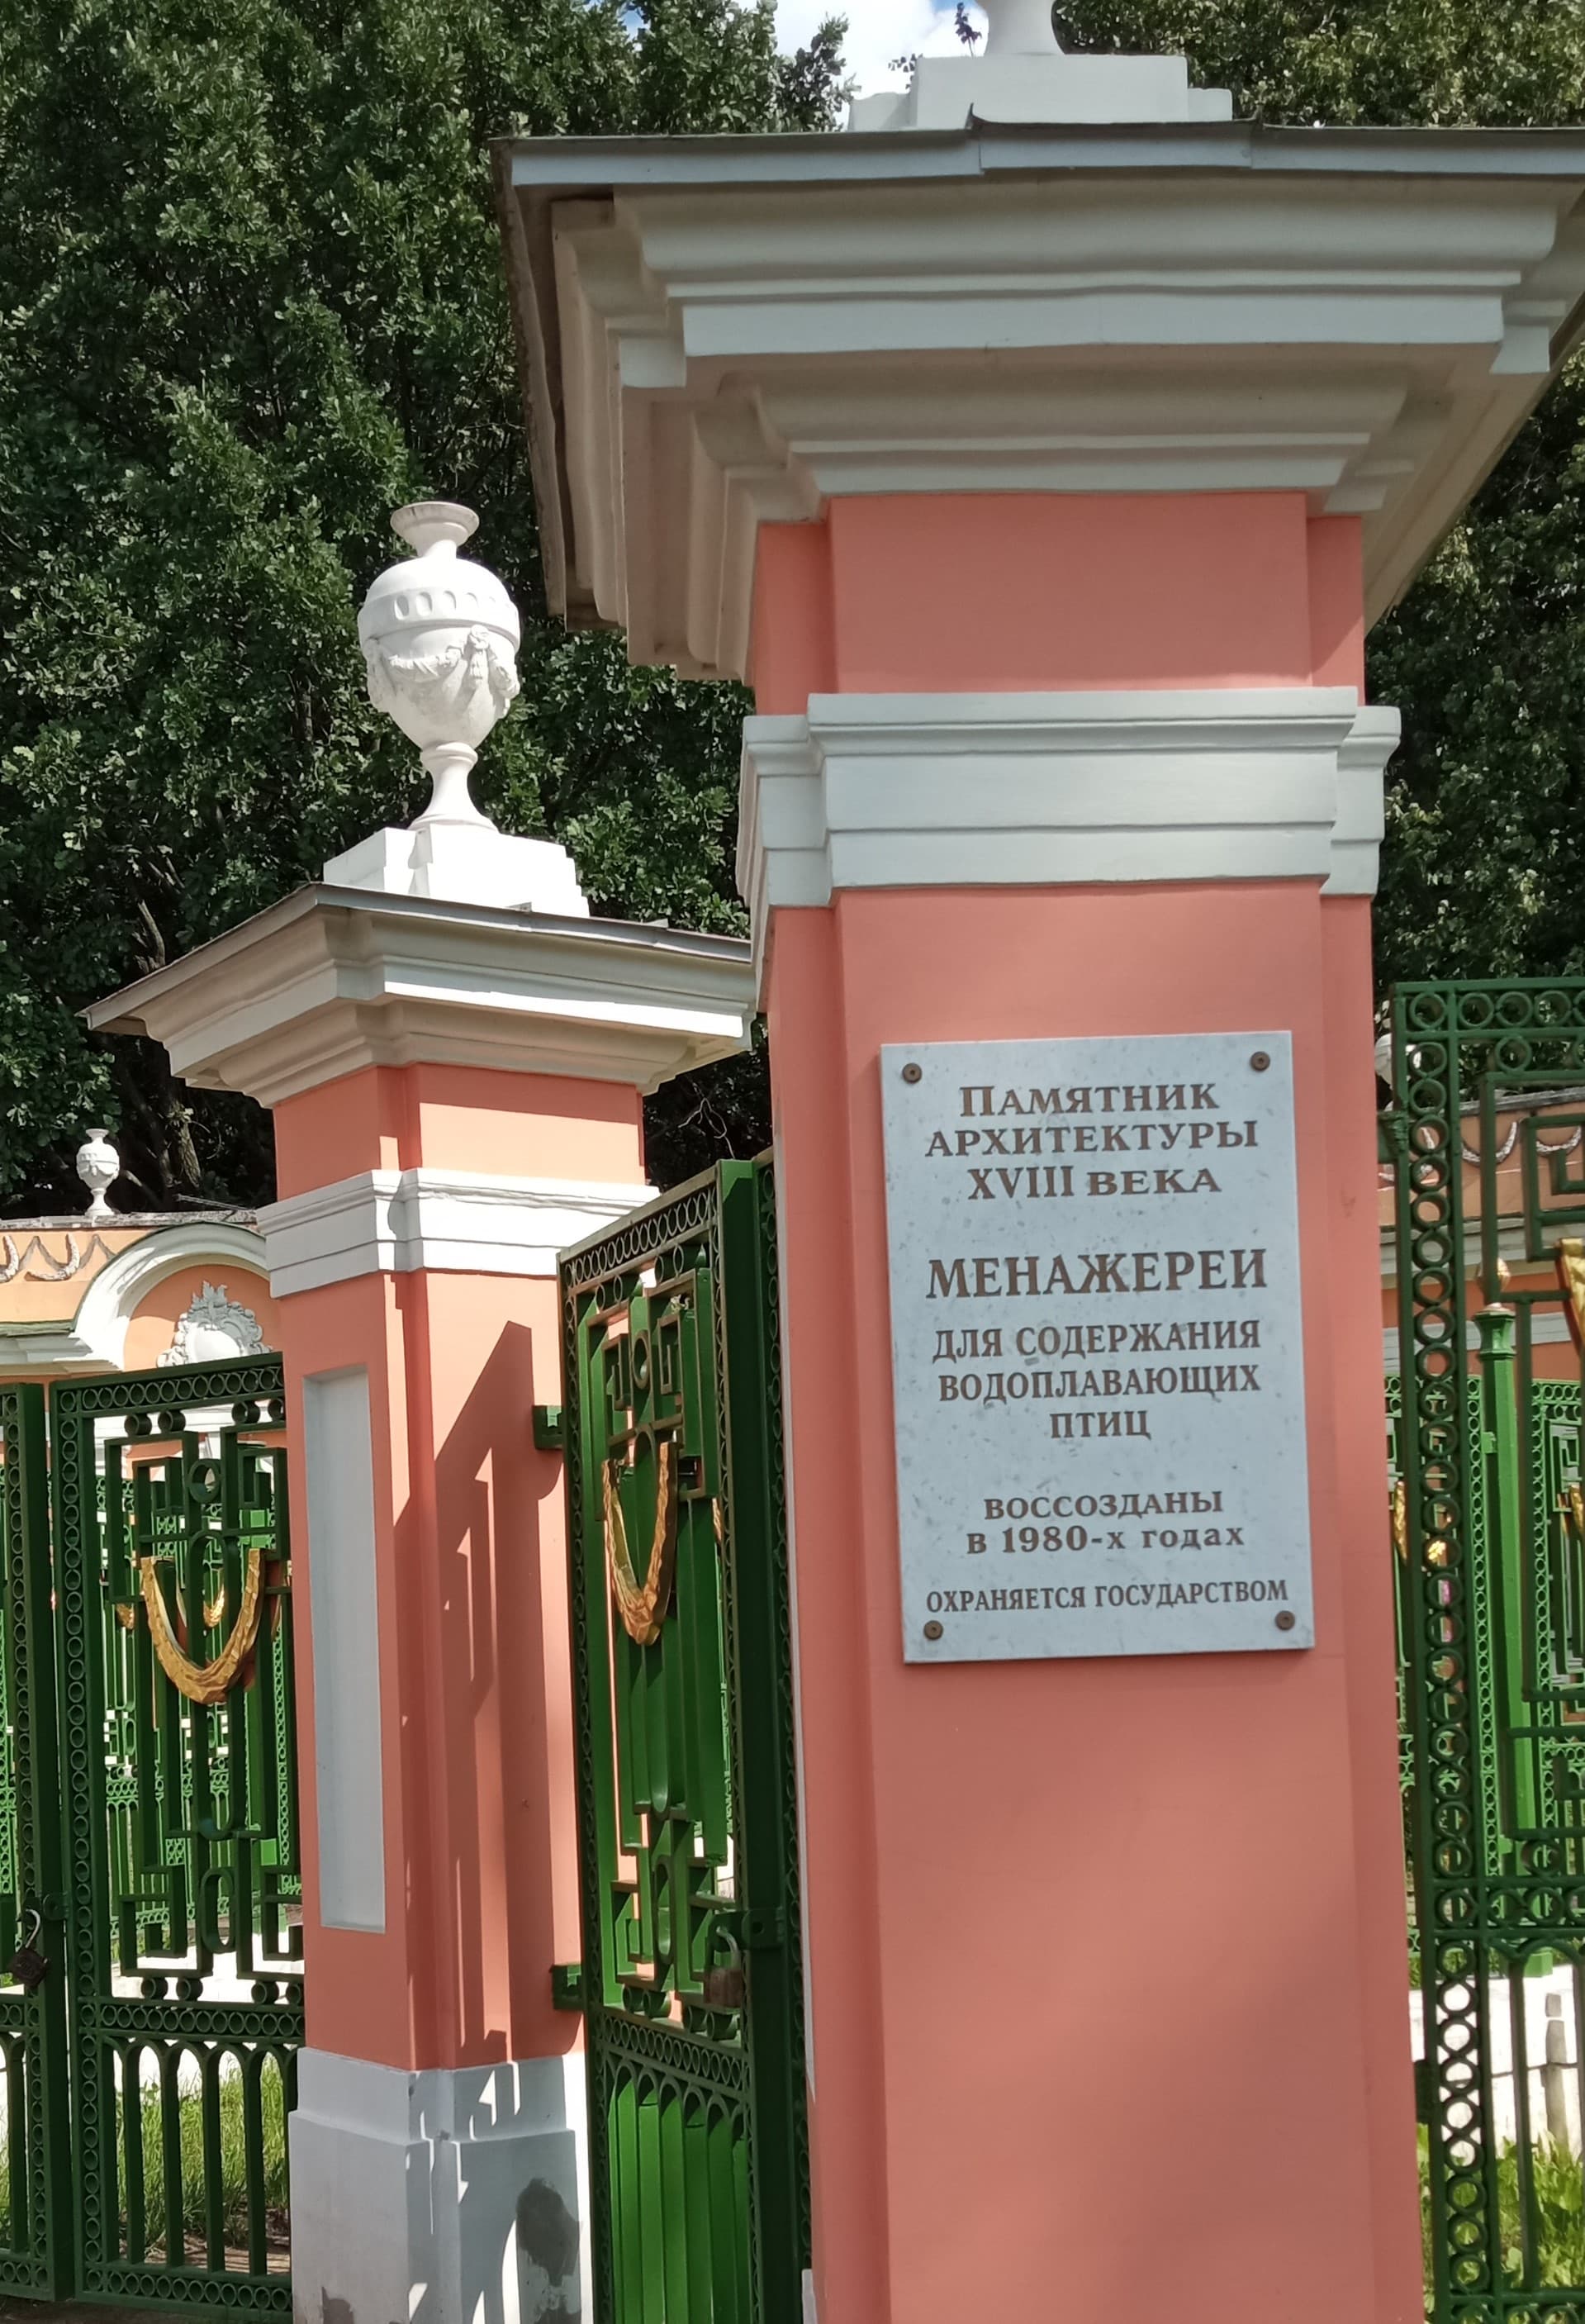 ПАМЯТНИК
АРХИТЕКТУРЫ
XVIII ВЕКА
МЕНАЖЕРЕИ
ДЛЯ СОДЕРЖАНИЯ
ВОДОПЛАВАЮЩИХ
ПТИЦ
ВОССОЗДАНЫ
В 1980-х годах
ОХРАНЯЕТСЯ ГОСУДАРСТВОМ